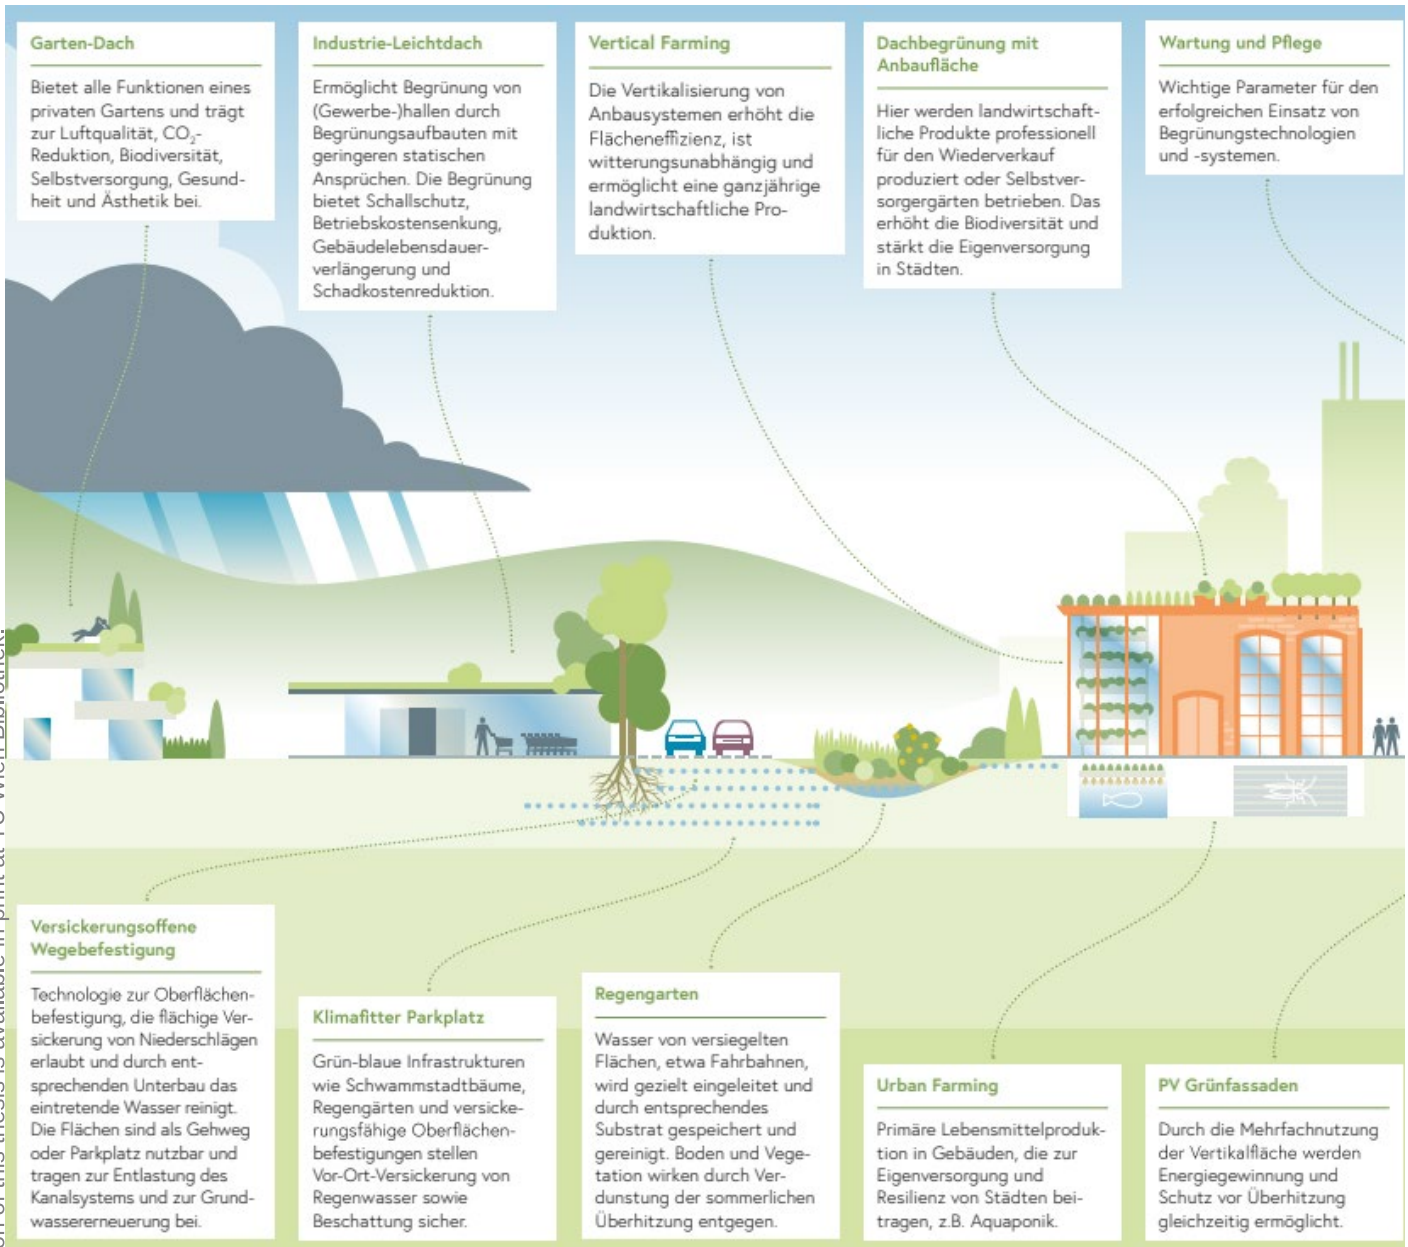 Garten-Dach
Bietet alle Funktionen eines
privaten Gartens und trägt
zur Luftqualität, CO₂-
Reduktion, Biodiversität,
Selbstversorgung, Gesund-
heit und Ästhetik bei.
Industrie-Leichtdach
Ermöglicht Begrünung von
(Gewerbe-)hallen durch
Begrünungsaufbauten mit
geringeren statischen
Ansprüchen. Die Begrünung
bietet Schallschutz,
Betriebskostensenkung,
Gebäudelebensdauer-
verlängerung und
Schadkostenreduktion.
Vertical Farming
Die Vertikalisierung von
Anbausystemen erhöht die
Flächeneffizienz, ist
witterungsunabhängig und
ermöglicht eine ganzjährige
landwirtschaftliche Pro-
duktion.
Dachbegrünung mit
Anbaufläche
Hier werden landwirtschaft-
liche Produkte professionell
für den Wiederverkauf
produziert oder Selbstver-
sorgergärten betrieben. Das
erhöht die Biodiversität und
stärkt die Eigenversorgung
in Städten.
Wartung und Pflege
Wichtige Parameter für den
erfolgreichen Einsatz von
Begrünungstechnologien
und -systemen.
Versickerungsoffene
Wegebefestigung
Technologie zur Oberflächen-
befestigung, die flächige Ver-
sickerung von Niederschlägen
erlaubt und durch ent-
sprechenden Unterbau das
eintretende Wasser reinigt.
Die Flächen sind als Gehweg
oder Parkplatz nutzbar und
tragen zur Entlastung des
Kanalsystems und zur Grund-
wassererneuerung bei.
Klimafitter Parkplatz
Grün-blaue Infrastrukturen
wie Schwammstadtbäume,
Regengärten und versicke-
rungsfähige Oberflächen-
befestigungen stellen
Vor-Ort-Versickerung von
Regenwasser sowie
Beschattung sicher.
Regengarten
Wasser von versiegelten
Flächen, etwa Fahrbahnen,
wird gezielt eingeleitet und
durch entsprechendes
Substrat gespeichert und
gereinigt. Boden und Vege-
tation wirken durch Ver-
dunstung der sommerlichen
Überhitzung entgegen.
Urban Farming
Primäre Lebensmittelproduk-
tion in Gebäuden, die zur
Eigenversorgung und
Resilienz von Städten bei-
tragen, z.B. Aquaponik.
PV Grünfassaden
Durch die Mehrfachnutzung
der Vertikalfläche werden
Energiegewinnung und
Schutz vor Überhitzung
gleichzeitig ermöglicht.
of this thesis is available in print at TU Wien Bibliothek.